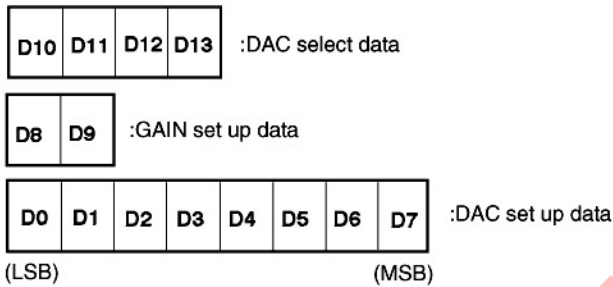 D10 D11 D12 D13 :DAC select data
D8 D9 :GAIN set up data
D0 D1 D2 D3 D4 D5 D6 D7 :DAC set up data
(LSB) (MSB)